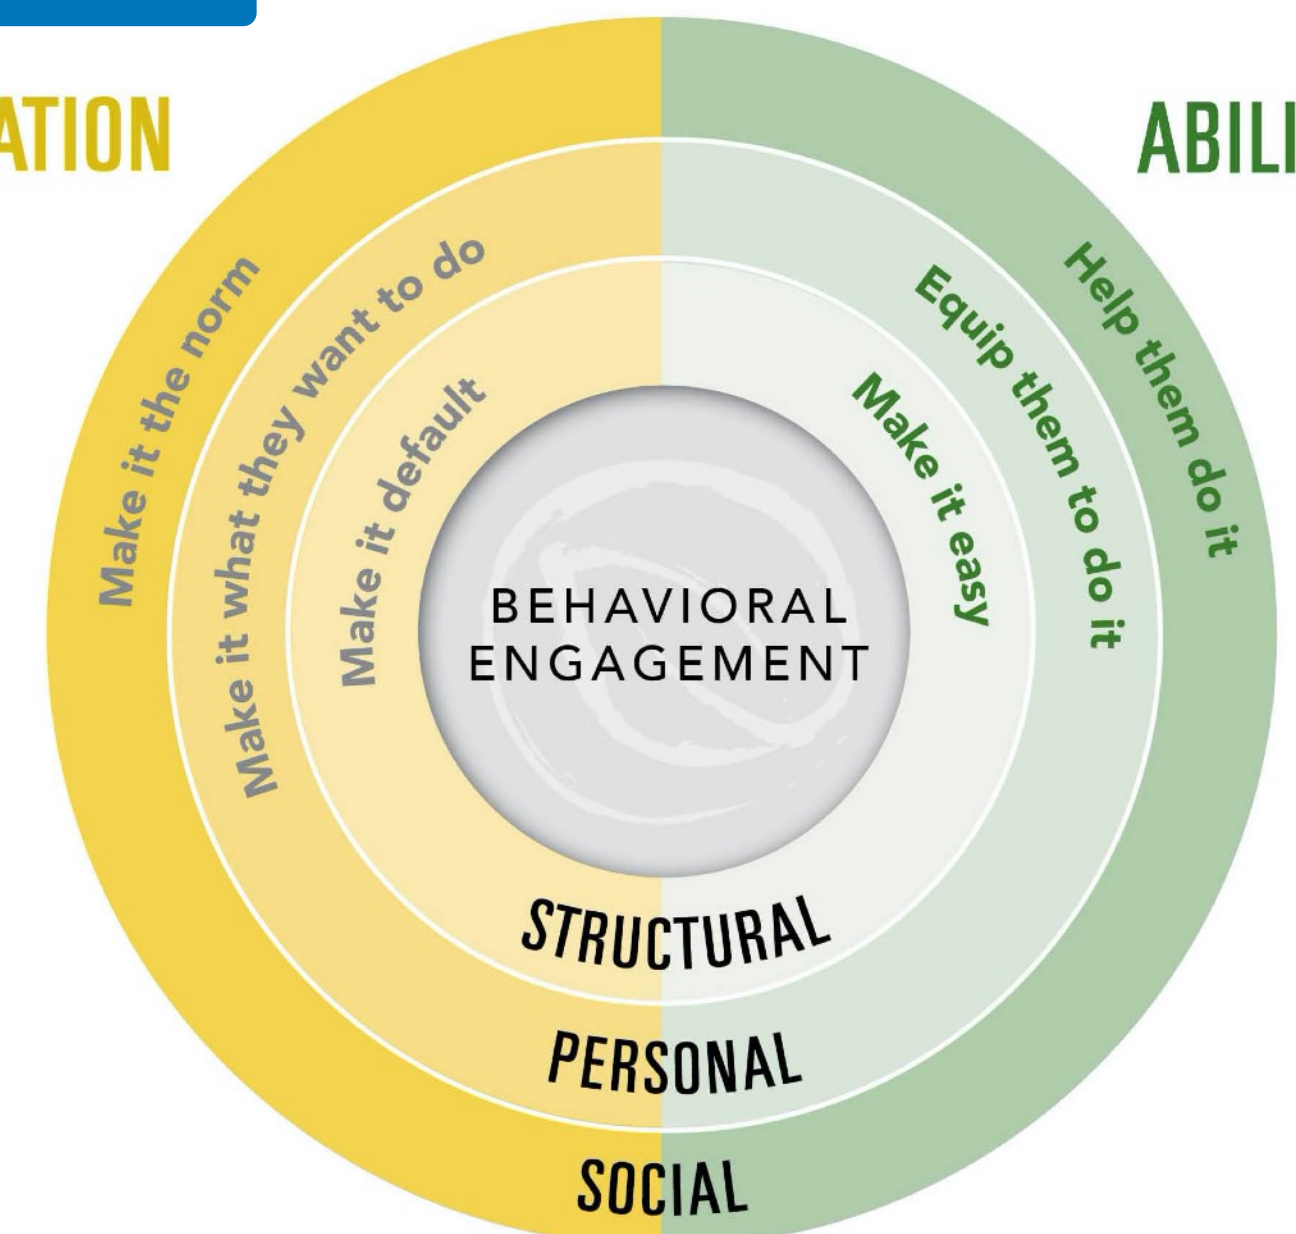 ATION
ABILI
Make it the norm
Make it what they want to do
Make it default
Help them do it
Equip them to do it
Make it easy
BEHAVIORAL
ENGAGEMENT
STRUCTURAL
PERSONAL
SOCIAL